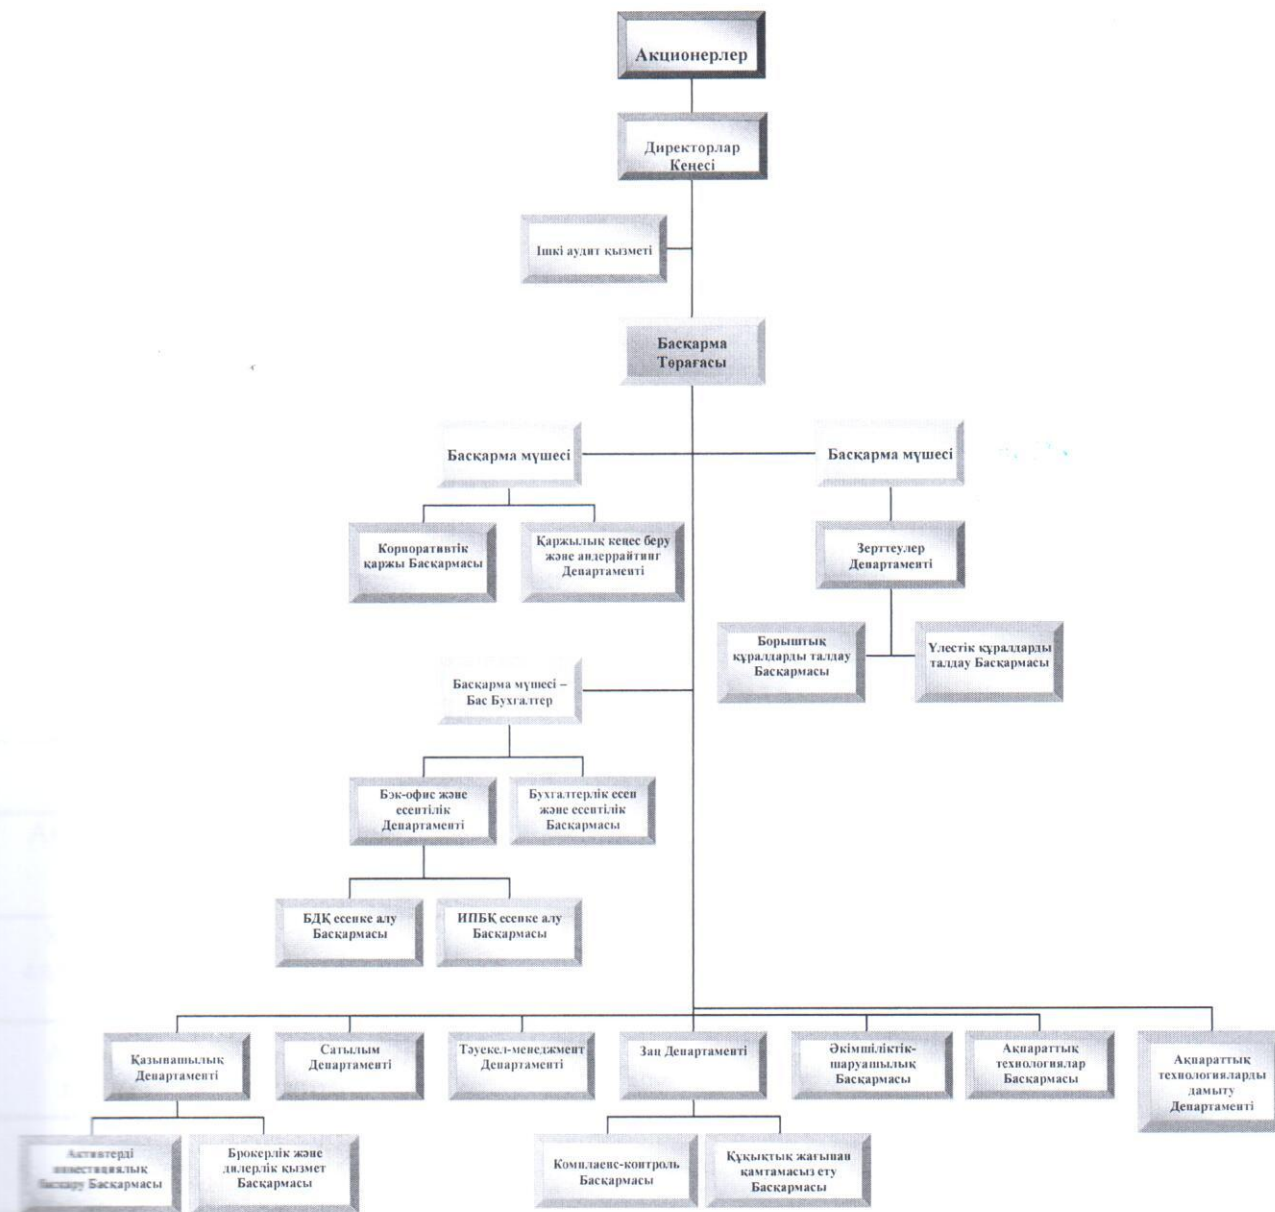 Акционерлер
Директорлар
Кеңесі
Ішкі аудит қызметі
Басқарма
Төрағасы
Басқарма мүшесі
Басқарма мүшесі
Корпоративтік
қаржы Басқармасы
Қаржылық кеңес беру
және андеррайтинг
Департаменті
Зерттеулер
Департаменті
Борыштық
құралдарды талдау
Басқармасы
Үлестік құралдарды
талдау Басқармасы
Басқарма мүшесі –
Бас Бухгалтер
Бэк-офис және
есептілік
Департаменті
Бухгалтерлік есеп
және есептілік
Басқармасы
БДҚ есепке алу
Басқармасы
ИПБҚ есепке алу
Басқармасы
Қазынашылық
Департаменті
Сатылым
Департаменті
Тәуекел-менеджмент
Департаменті
Заң Департаменті
Әкімшіліктік-
шаруашылық
Басқармасы
Ақпараттық
технологиялар
Басқармасы
Ақпараттық
технологияларды
дамыту
Департаменті
Активтерді
инвестициялық
басқару Басқармасы
Брокерлік және
дилерлік қызмет
Басқармасы
Комплаенс-контроль
Басқармасы
Құқықтық жағынан
қамтамасыз ету
Басқармасы